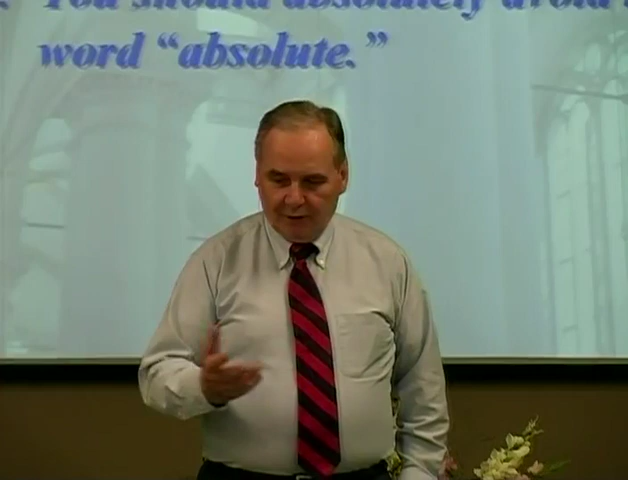 . You should absolutely avoid
word “absolute.”